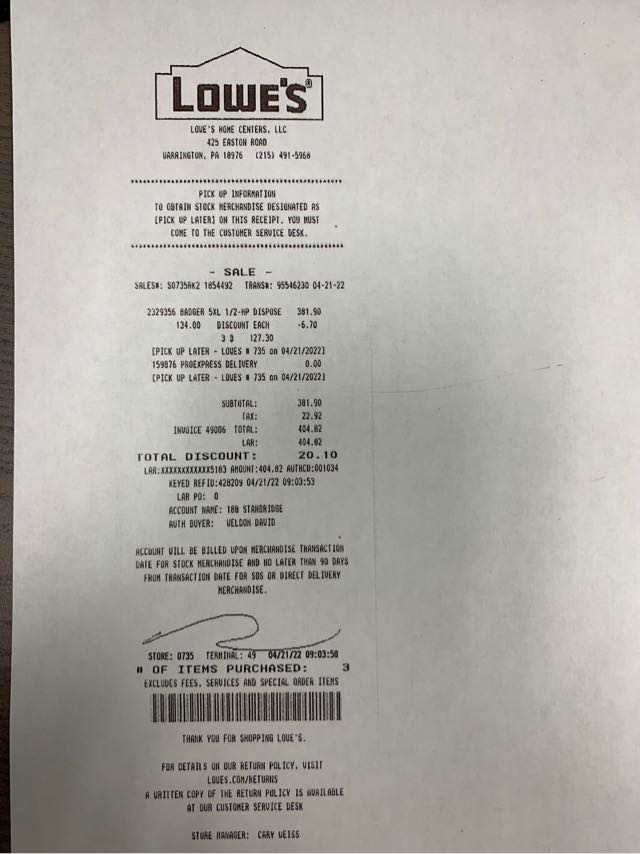 LOWE'S®
LOWE'S HOME CENTERS, LLC
425 EASTON ROAD
WARRINGTON, PA 18976 (215) 491-5968
PICK UP INFORMATION
TO OBTAIN STOCK MERCHANDISE DESIGNATED AS
[PICK UP LATER] ON THIS RECEIPT, YOU MUST
COME TO THE CUSTOMER SERVICE DESK.
- SALE -
SALES#: S0735RK2 1854492 TRANS#: 95546230 04-21-22
2329356 BADGER 5XL 1/2-HP DISPOSE 381.90
134.00 DISCOUNT EACH -6.70
3 @ 127.30
[PICK UP LATER - LOWES # 735 on 04/21/2022]
159876 PROEXPRESS DELIVERY 0.00
[PICK UP LATER - LOWES # 735 on 04/21/2022]
SUBTOTAL: 381.90
TAX: 22.92
INVOICE 49006 TOTAL: 404.82
LAR: 404.82
TOTAL DISCOUNT: 20.10
LAR:XXXXXXXXXXXX5183 AMOUNT:404.82 AUTHCD:001034
KEYED REFID:428209 04/21/22 09:03:53
LAR PO: 0
ACCOUNT NAME: 188 STANDRIDGE
AUTH BUYER: WELDON DAVID
ACCOUNT WILL BE BILLED UPON MERCHANDISE TRANSACTION
DATE FOR STOCK MERCHANDISE AND NO LATER THAN 90 DAYS
FROM TRANSACTION DATE FOR SOS OR DIRECT DELIVERY
MERCHANDISE.
STORE: 0735 TERMINAL: 49 04/21/22 09:03:58
# OF ITEMS PURCHASED: 3
EXCLUDES FEES, SERVICES AND SPECIAL ORDER ITEMS
THANK YOU FOR SHOPPING LOWE'S.
FOR DETAILS ON OUR RETURN POLICY, VISIT
LOWES.COM/RETURNS
A WRITTEN COPY OF THE RETURN POLICY IS AVAILABLE
AT OUR CUSTOMER SERVICE DESK
STORE MANAGER: CARY WEISS